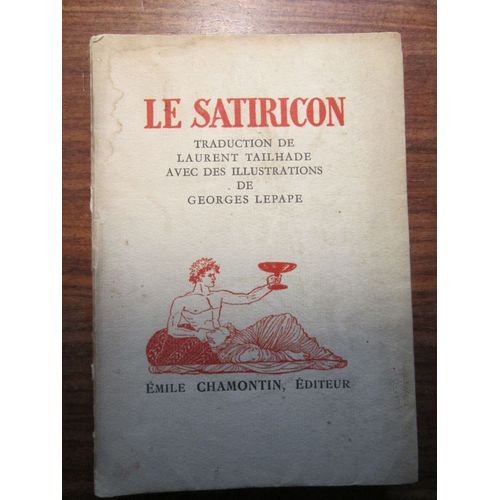 LE SATIRICON
TRADUCTION DE
LAURENT TAILHADE
AVEC DES ILLUSTRATIONS
DE
GEORGES LEPAPE
ÉMILE CHAMONTIN, ÉDITEUR